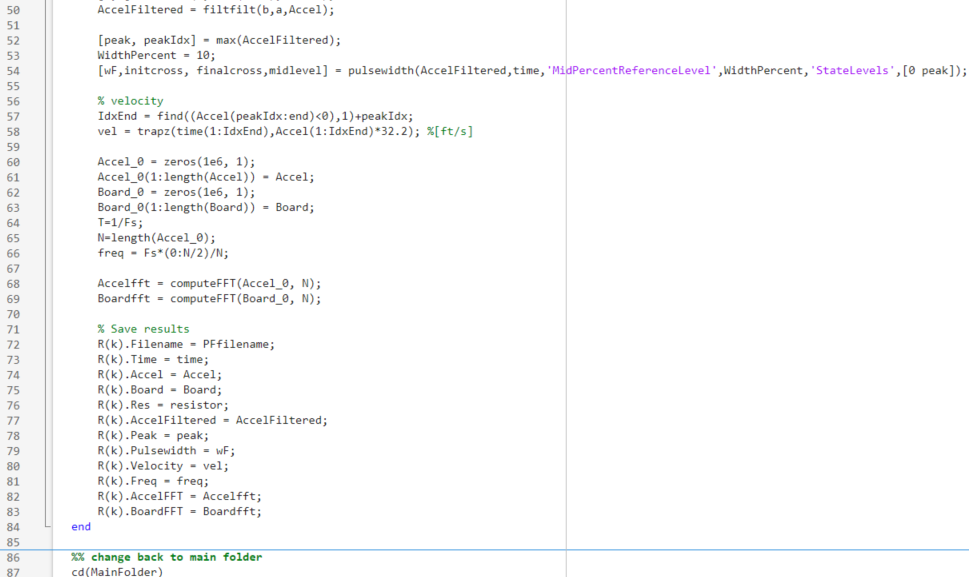 50 AccelFiltered = filtfilt(b,a,Accel);
51
52 [peak, peakIdx] = max(AccelFiltered);
53 WidthPercent = 10;
54 [wF,initcross, finalcross,midlevel] = pulsewidth(AccelFiltered,time,'MidPercentReferenceLevel',WidthPercent,'StateLevels',[0 peak]);
55
56 % velocity
57 IdxEnd = find((Accel(peakIdx:end)<0),1)+peakIdx;
58 vel = trapz(time(1:IdxEnd),Accel(1:IdxEnd)*32.2); %[ft/s]
59
60 Accel_0 = zeros(1e6, 1);
61 Accel_0(1:length(Accel)) = Accel;
62 Board_0 = zeros(1e6, 1);
63 Board_0(1:length(Board)) = Board;
64 T=1/Fs;
65 N=length(Accel_0);
66 freq = Fs*(0:N/2)/N;
67
68 Accelfft = computeFFT(Accel_0, N);
69 Boardfft = computeFFT(Board_0, N);
70
71 % Save results
72 R(k).Filename = PFfilename;
73 R(k).Time = time;
74 R(k).Accel = Accel;
75 R(k).Board = Board;
76 R(k).Res = resistor;
77 R(k).AccelFiltered = AccelFiltered;
78 R(k).Peak = peak;
79 R(k).Pulsewidth = wF;
80 R(k).Velocity = vel;
81 R(k).Freq = freq;
82 R(k).AccelFFT = Accelfft;
83 R(k).BoardFFT = Boardfft;
84 end
85
86 %% change back to main folder
87 cd(MainFolder)